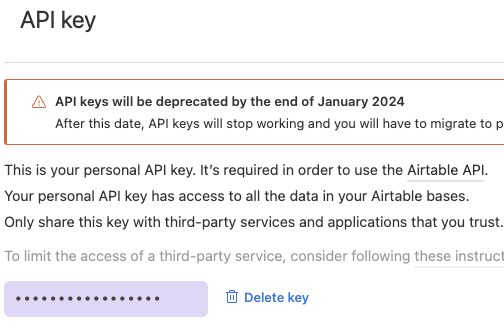 API key
API keys will be deprecated by the end of January 2024
After this date, API keys will stop working and you will have to migrate to
This is your personal API key. It's required in order to use the Airtable API.
Your personal API key has access to all the data in your Airtable bases.
Only share this key with third-party services and applications that you trust.
To limit the access of a third-party service, consider following these
•••••••••••••••••
Delete key